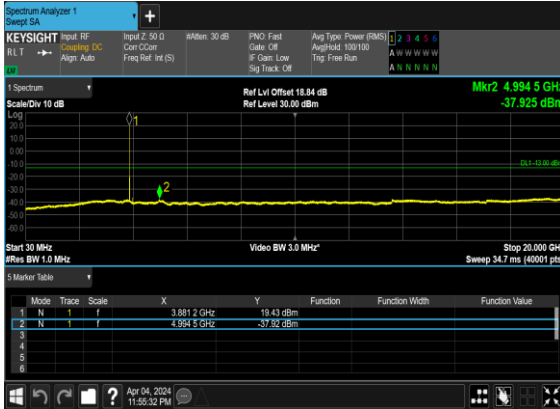 Spectrum Analyzer 1
Swept SA
+
KEYSIGHT Input: RF Input Z: 50 Ω #Atten: 30 dB PNO: Fast Avg Type: Power (RMS) 1 2 3 4 5 6
RLT Coupling: DC Corr CCorr Gate: Off Avg|Hold: 100/100 A W W W W W
Align: Auto Freq Ref: Int (S) IF Gain: Low Trig: Free Run
Sig Track: Off A N N N N N
1 Spectrum
Scale/Div 10 dB
Ref Lvl Offset 18.84 dB
Ref Level 30.00 dBm
Mkr2 4.994 5 GHz
-37.925 dBm
Log
20.0
10.0
0.00
-10.0
-20.0
-30.0
-40.0
-50.0
-60.0
1
2
DL1 -13.00 dBm
Start 30 MHz Video BW 3.0 MHz* Stop 20.000 GH
#Res BW 1.0 MHz Sweep 34.7 ms (40001 pts
5 Marker Table
Mode Trace Scale X Y Function Function Width Function Value
1 N 1 f 3.881 2 GHz 19.43 dBm
2 N 1 f 4.994 5 GHz -37.92 dBm
3
4
5
6
?
Apr 04, 2024
11:55:32 PM